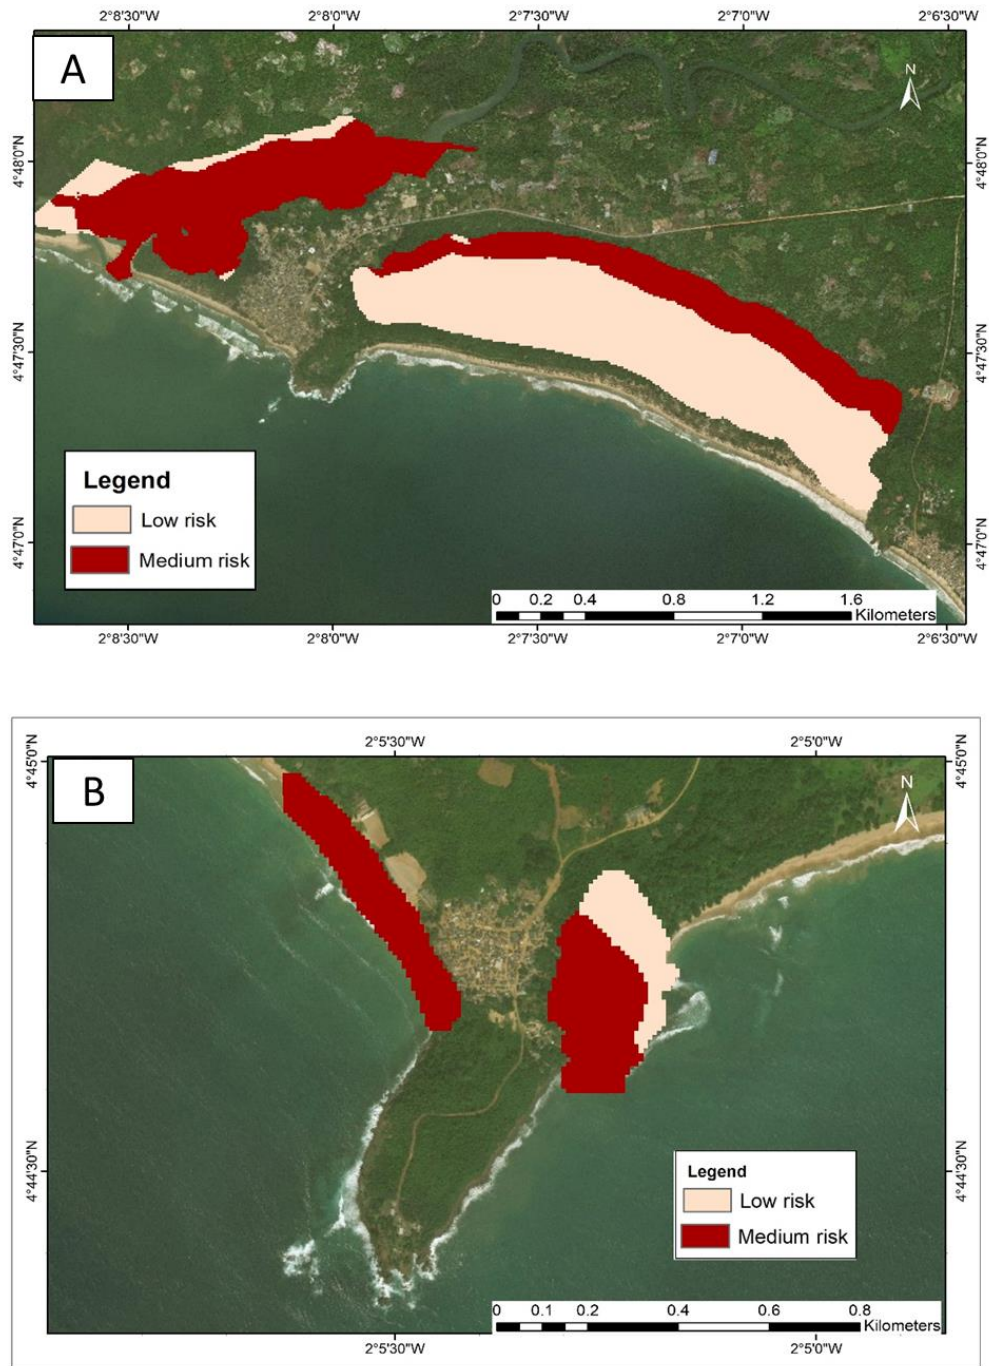 2°8'30"W 2°8'0"W 2°7'30"W 2°7'0"W 2°6'30"W
A
N
4°48'0"N 4°48'0"N
4°47'30"N 4°47'30"N
4°47'0"N 4°47'0"N
Legend
Low risk
Medium risk
0 0.2 0.4 0.8 1.2 1.6
Kilometers
2°8'30"W 2°8'0"W 2°7'30"W 2°7'0"W 2°6'30"W
2°5'30"W 2°5'0"W
4°45'0"N 4°45'0"N
B
N
4°44'30"N 4°44'30"N
Legend
Low risk
Medium risk
0 0.1 0.2 0.4 0.6 0.8
Kilometers
2°5'30"W 2°5'0"W